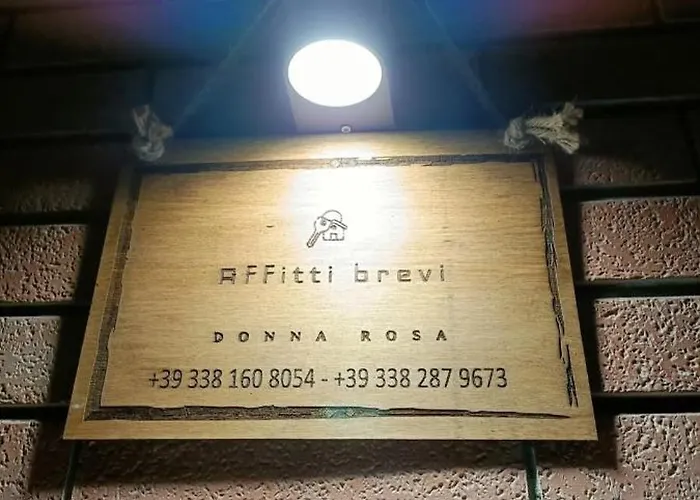 Affitti brevi
DONNA ROSA
+39 338 160 8054 - +39 338 287 9673